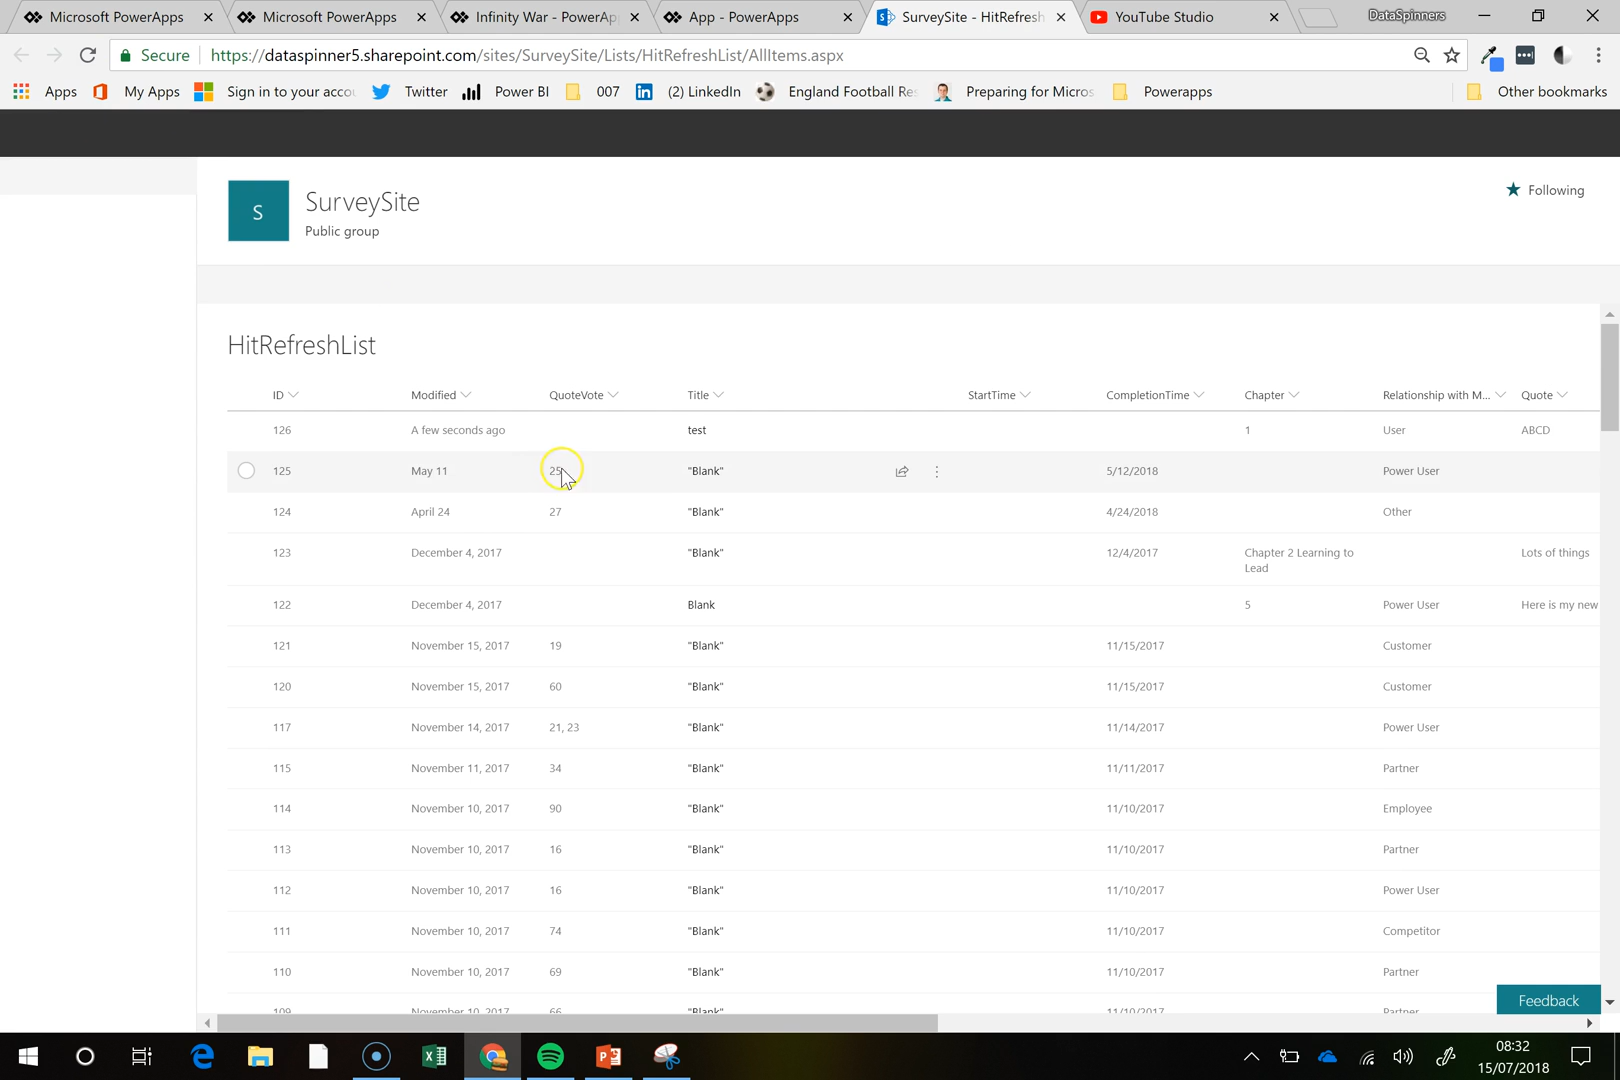 Microsoft PowerApps
Microsoft PowerApps
Infinity War - PowerAp
App - PowerApps
SurveySite - HitRefresh
YouTube Studio
DataSpinners
Secure
https://dataspinner5.sharepoint.com/sites/SurveySite/Lists/HitRefreshList/AllItems.aspx
Apps
My Apps
Sign in to your accou
Twitter
Power BI
007
(2) LinkedIn
England Football Res
Preparing for Micros
Powerapps
Other bookmarks
S
SurveySite
Public group
Following
HitRefreshList
ID Modified QuoteVote Title StartTime CompletionTime Chapter Relationship with M... Quote
126 A few seconds ago test 1 User ABCD
125 May 11 25 "Blank" 5/12/2018 Power User
124 April 24 27 "Blank" 4/24/2018 Other
123 December 4, 2017 "Blank" 12/4/2017 Chapter 2 Learning to Lots of things
Lead
122 December 4, 2017 Blank 5 Power User Here is my new
121 November 15, 2017 19 "Blank" 11/15/2017 Customer
120 November 15, 2017 60 "Blank" 11/15/2017 Customer
117 November 14, 2017 21, 23 "Blank" 11/14/2017 Power User
115 November 11, 2017 34 "Blank" 11/11/2017 Partner
114 November 10, 2017 90 "Blank" 11/10/2017 Employee
113 November 10, 2017 16 "Blank" 11/10/2017 Partner
112 November 10, 2017 16 "Blank" 11/10/2017 Power User
111 November 10, 2017 74 "Blank" 11/10/2017 Competitor
110 November 10, 2017 69 "Blank" 11/10/2017 Partner
109 November 10, 2017 66 "Blank" 11/10/2017 Partner
Feedback
08:32
15/07/2018